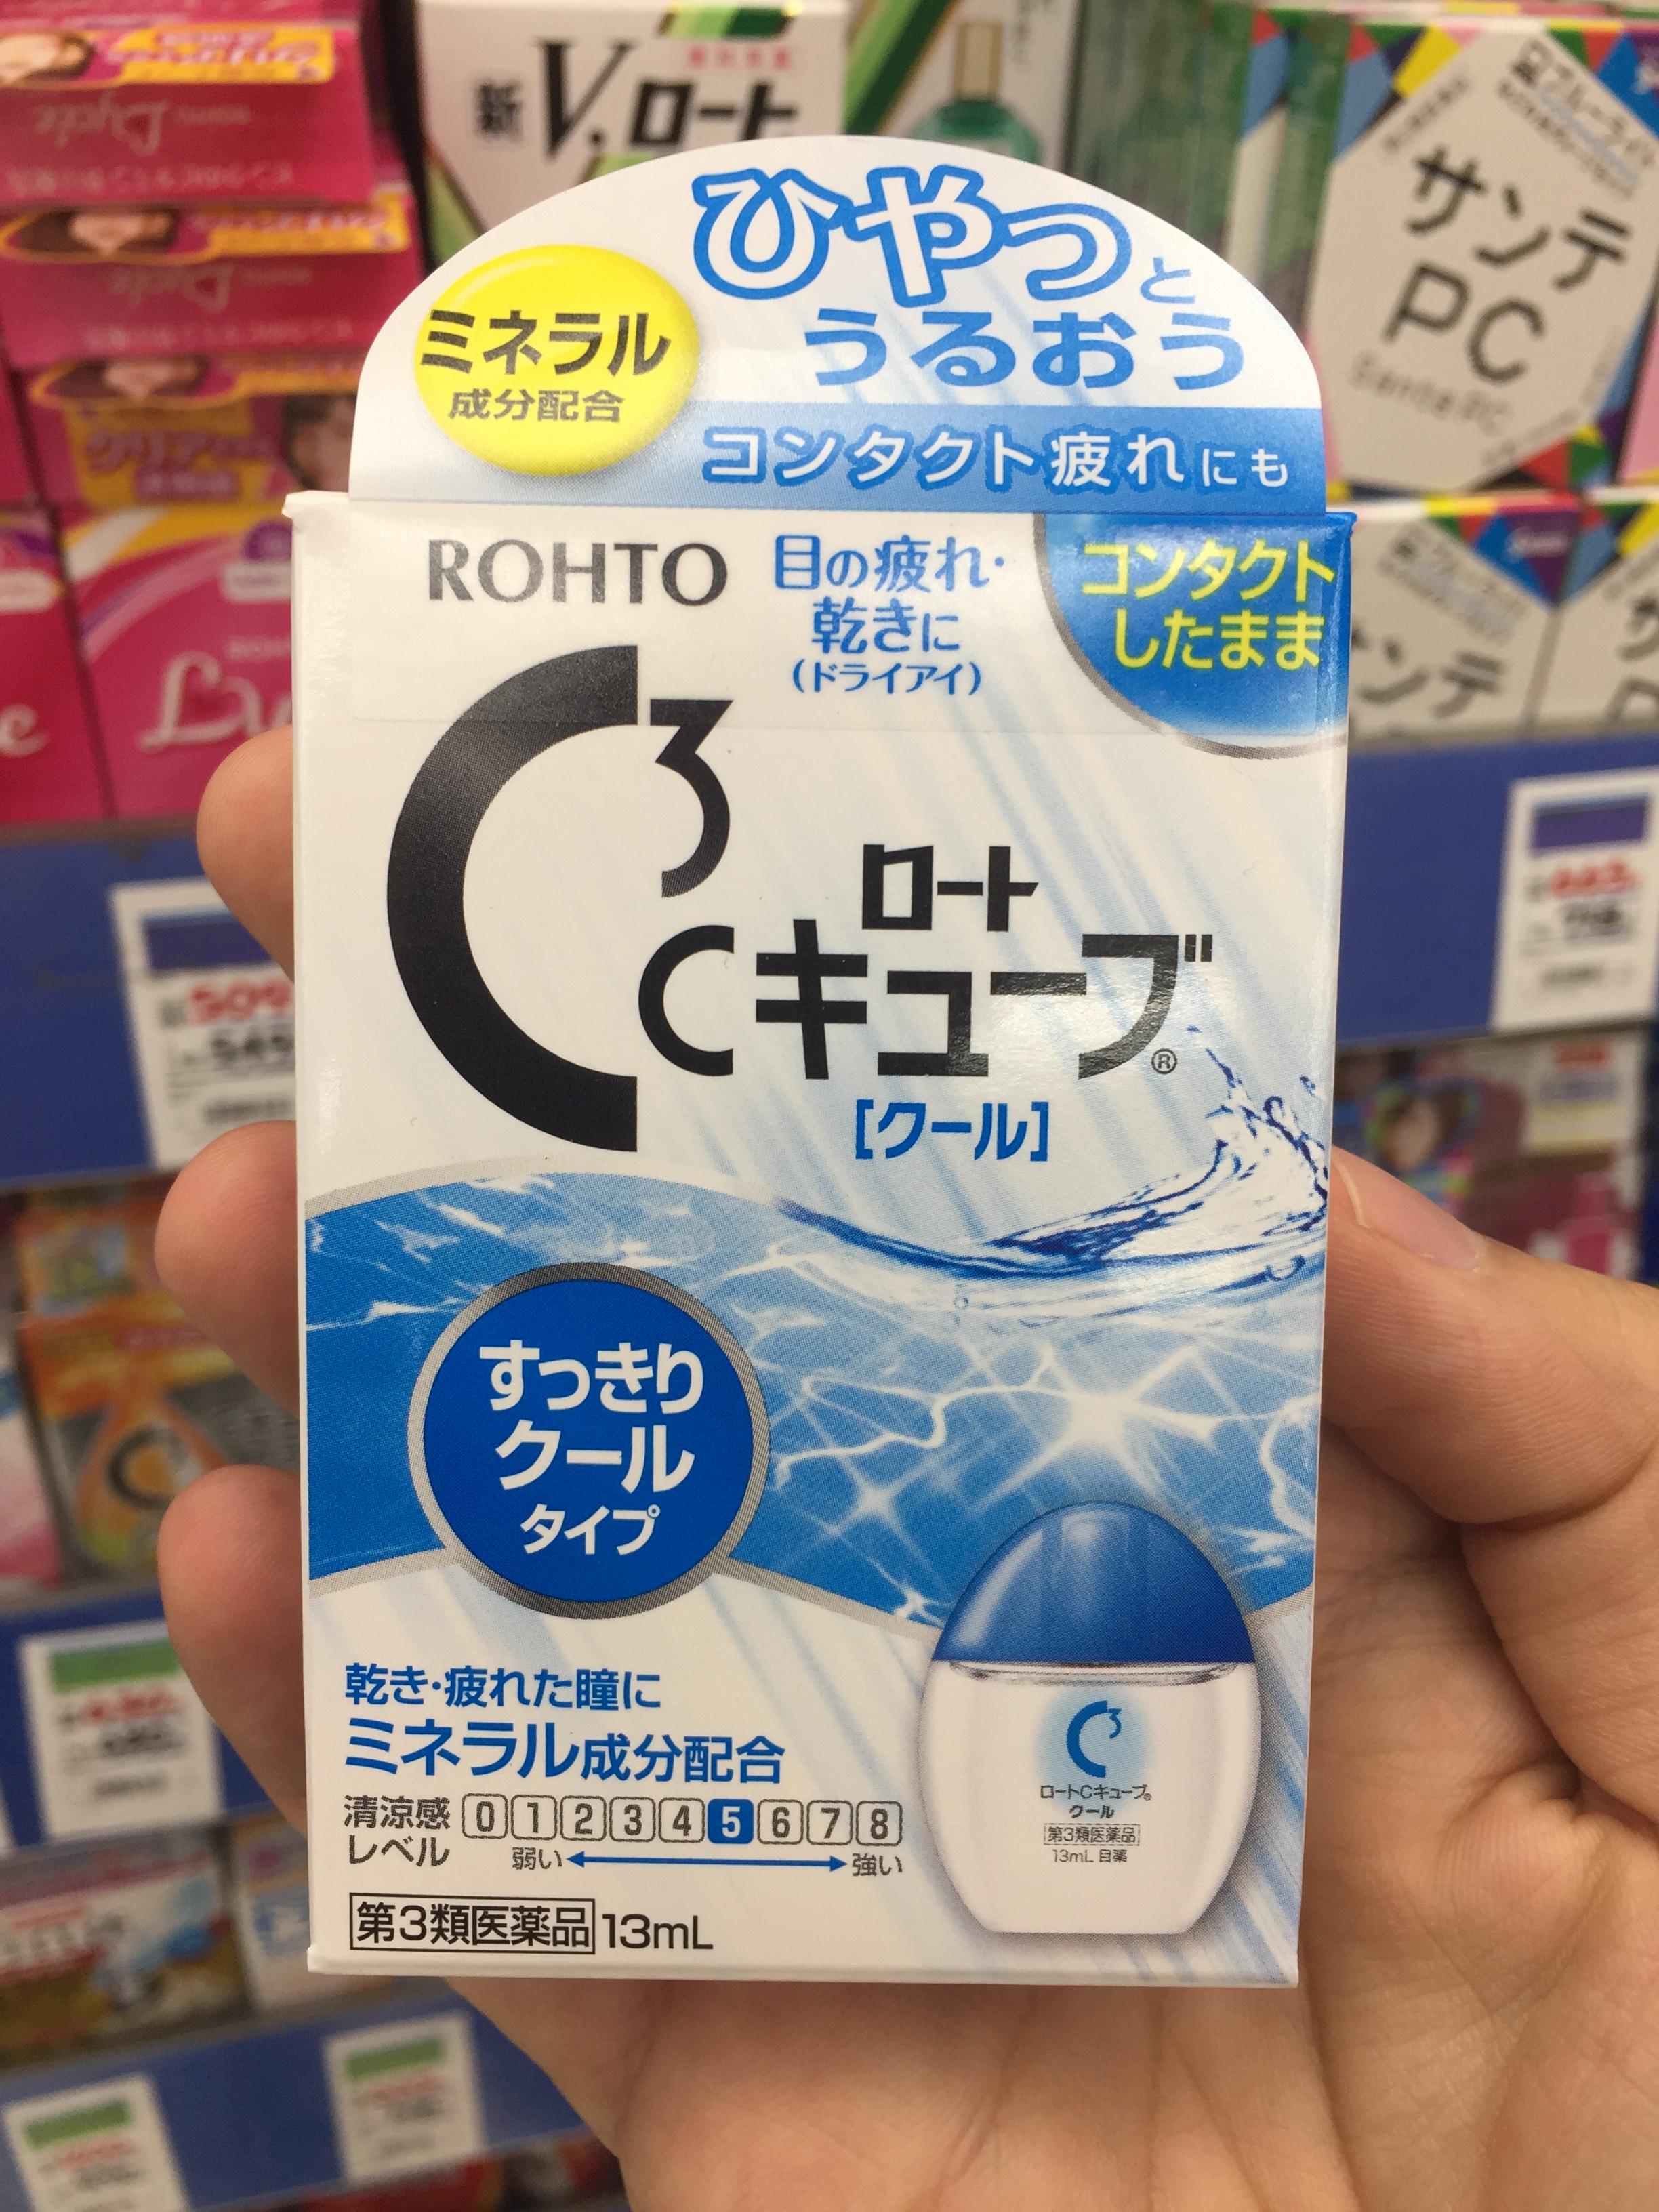 新V.ロート
サンテ
PC
Sante PC
ひやっと
うるおう
ミネラル
成分配合
コンタクト疲れにも
ROHTO
目の疲れ・
乾きに
(ドライアイ)
コンタクト
したまま
C3
ロート
Cキューブ®
[クール]
すっきり
クール
タイプ
乾き・疲れた瞳に
ミネラル成分配合
清涼感
レベル
0 1 2 3 4 5 6 7 8
弱い
強い
第3類医薬品 13mL
C3
ロートCキューブ®
クール
第3類医薬品
13mL 目薬